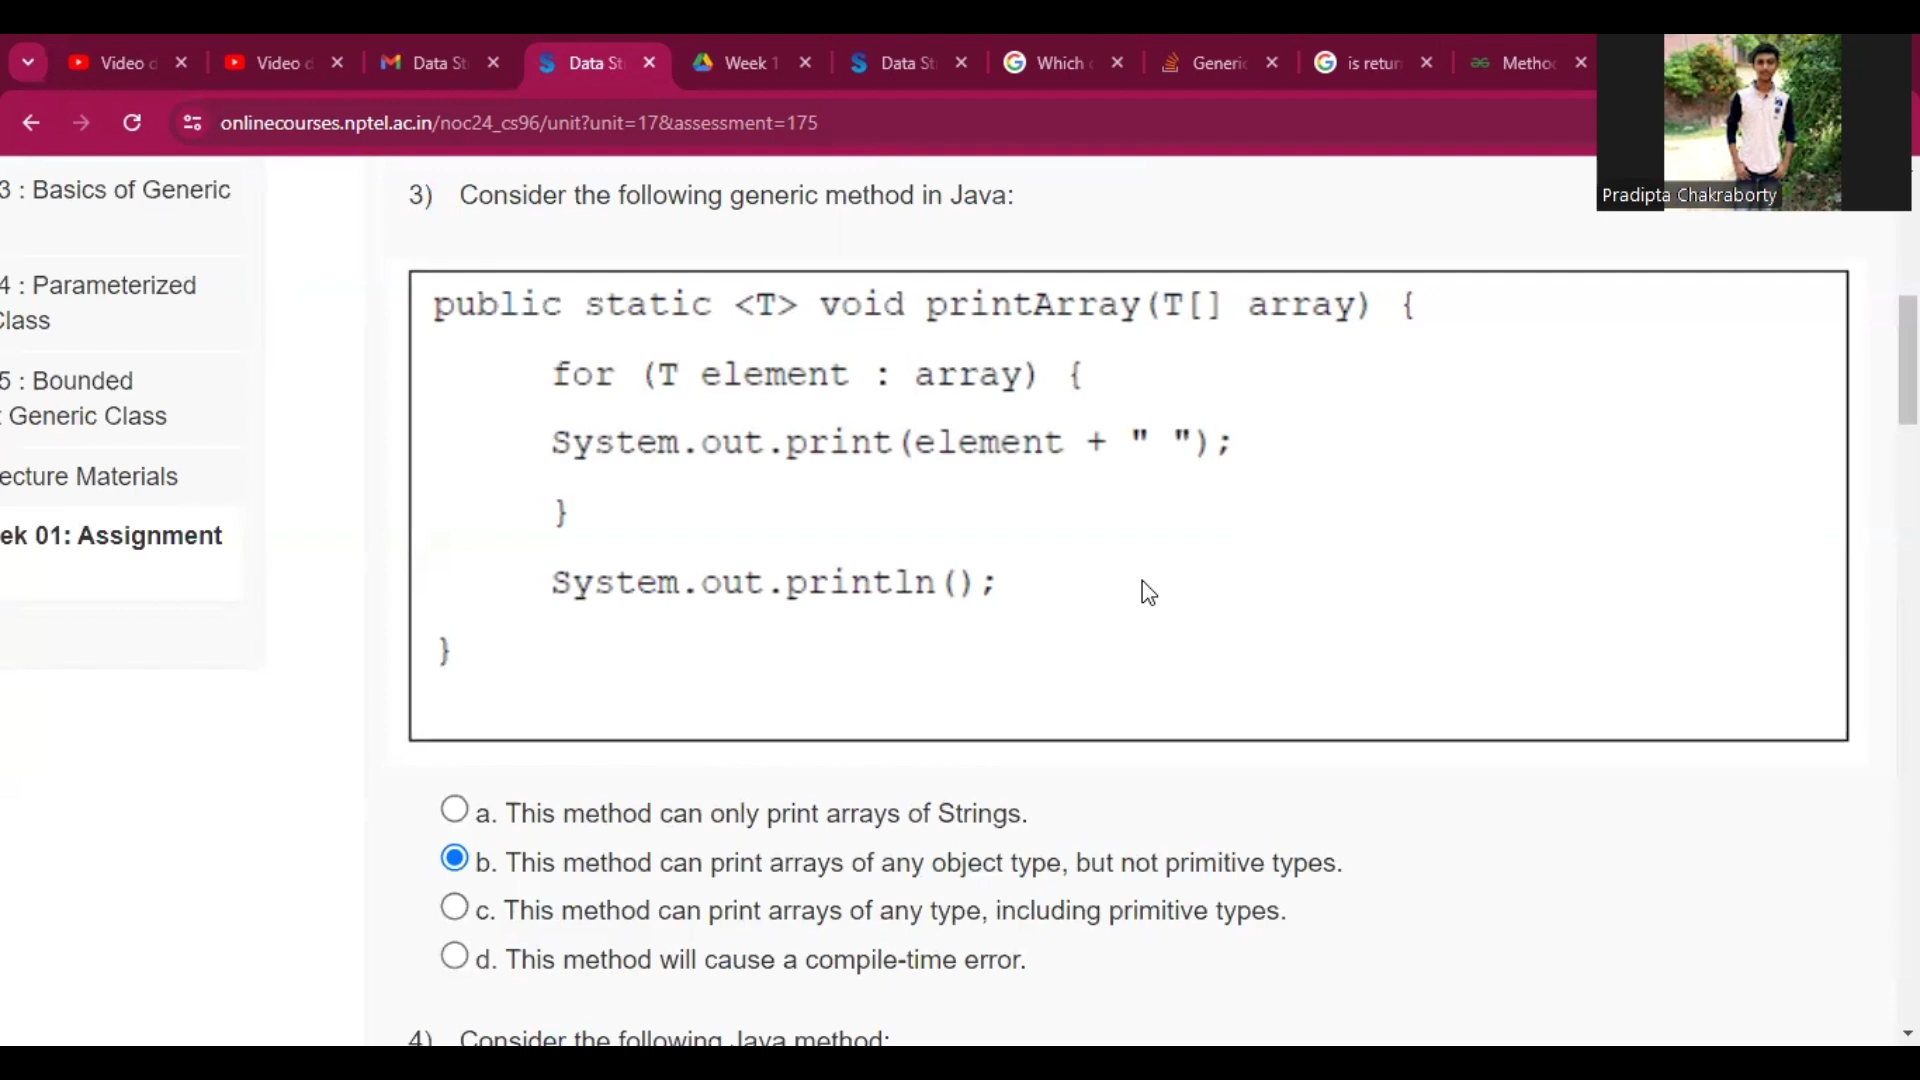 Video d
Video d
Data St
Data St
Week 1
Data St
Which
Generic
is retur
Metho
onlinecourses.nptel.ac.in/noc24_cs96/unit?unit=17&assessment=175
Pradipta Chakraborty
3 : Basics of Generic
4 : Parameterized
Class
5 : Bounded
Generic Class
ecture Materials
ek 01: Assignment
3) Consider the following generic method in Java:
public static <T> void printArray(T[] array) {
for (T element : array) {
System.out.print(element + " ");
}
System.out.println();
}
a. This method can only print arrays of Strings.
b. This method can print arrays of any object type, but not primitive types.
c. This method can print arrays of any type, including primitive types.
d. This method will cause a compile-time error.
4) Consider the following Java method: